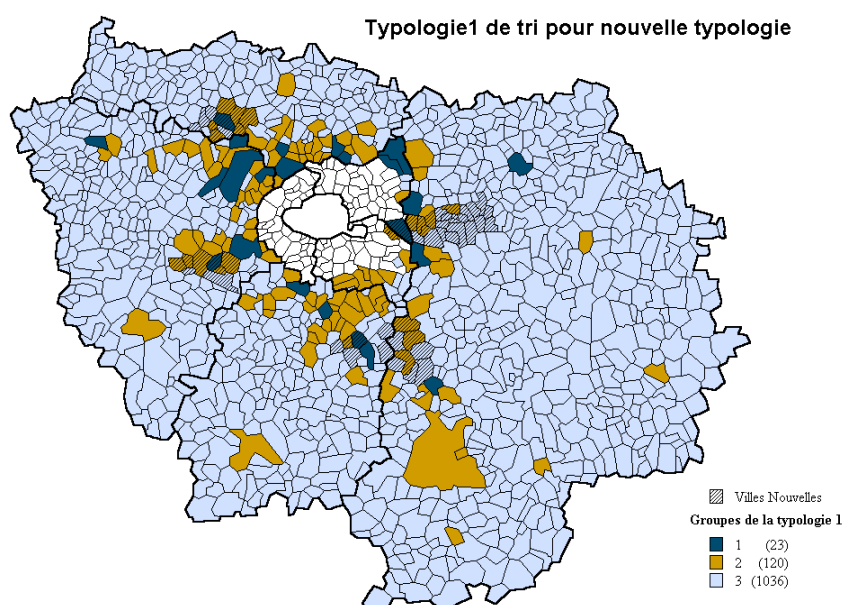 Typologie1 de tri pour nouvelle typologie
Villes Nouvelles
Groupes de la typologie 1
1 (23)
2 (120)
3 (1036)